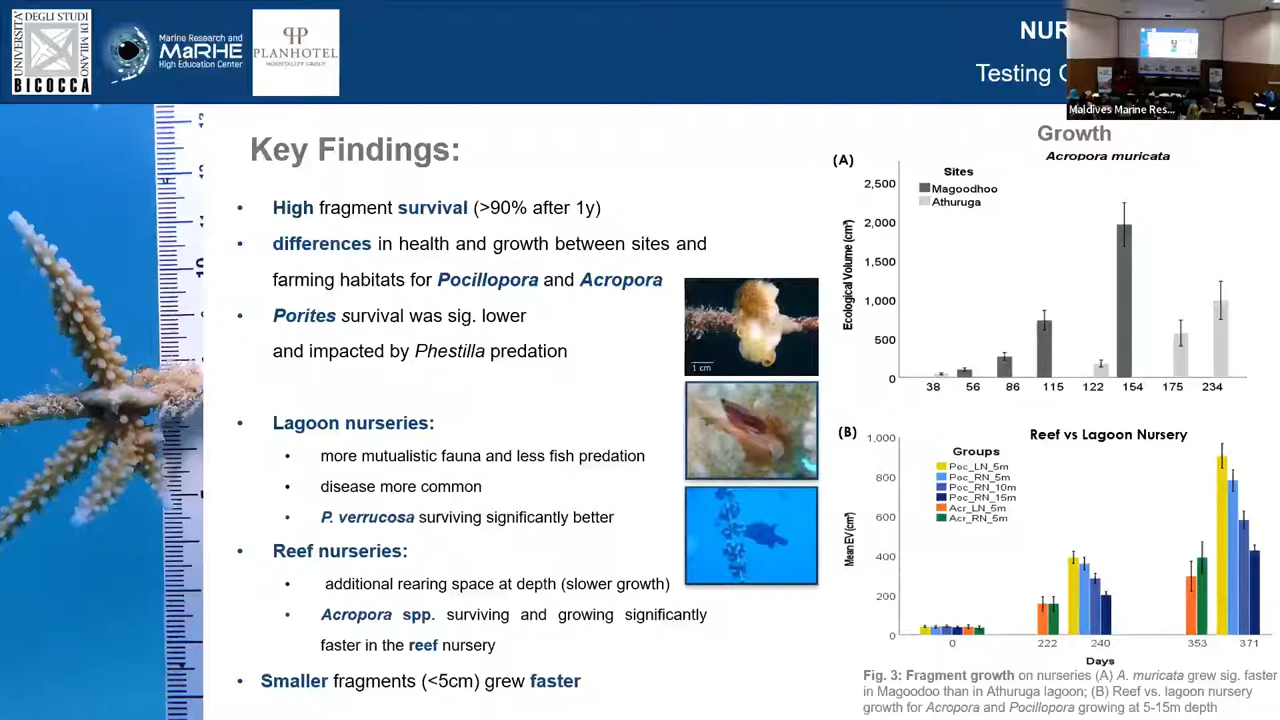 UNIVERSITÀ
DEGLI STUDI
DI MILANO
BICOCCA
Marine Research and
MaRHE
High Education Center
PLANHOTEL
HOSPITALITY GROUP
NUR
Testing
Maldives Marine Res...
Key Findings:
• High fragment survival (>90% after 1y)
• differences in health and growth between sites and
farming habitats for Pocillopora and Acropora
• Porites survival was sig. lower
and impacted by Phestilla predation
• Lagoon nurseries:
• more mutualistic fauna and less fish predation
• disease more common
• P. verrucosa surviving significantly better
• Reef nurseries:
• additional rearing space at depth (slower growth)
• Acropora spp. surviving and growing significantly
faster in the reef nursery
• Smaller fragments (<5cm) grew faster
1 cm
Growth
(A)
Acropora muricata
Sites
Magoodhoo
Athuruga
Ecological Volume (cm³)
2,500
2,000
1,500
1,000
500
0
38 56 86 115 122 154 175 234
(B)
Reef vs Lagoon Nursery
Groups
Poc_LN_5m
Poc_RN_5m
Poc_RN_10m
Poc_RN_15m
Acr_LN_5m
Acr_RN_5m
Mean EV(cm³)
1,000
800
600
400
200
0
0 222 240 353 371
Days
Fig. 3: Fragment growth on nurseries (A) A. muricata grew sig. faster
in Magoodoo than in Athuruga lagoon; (B) Reef vs. lagoon nursery
growth for Acropora and Pocillopora growing at 5-15m depth